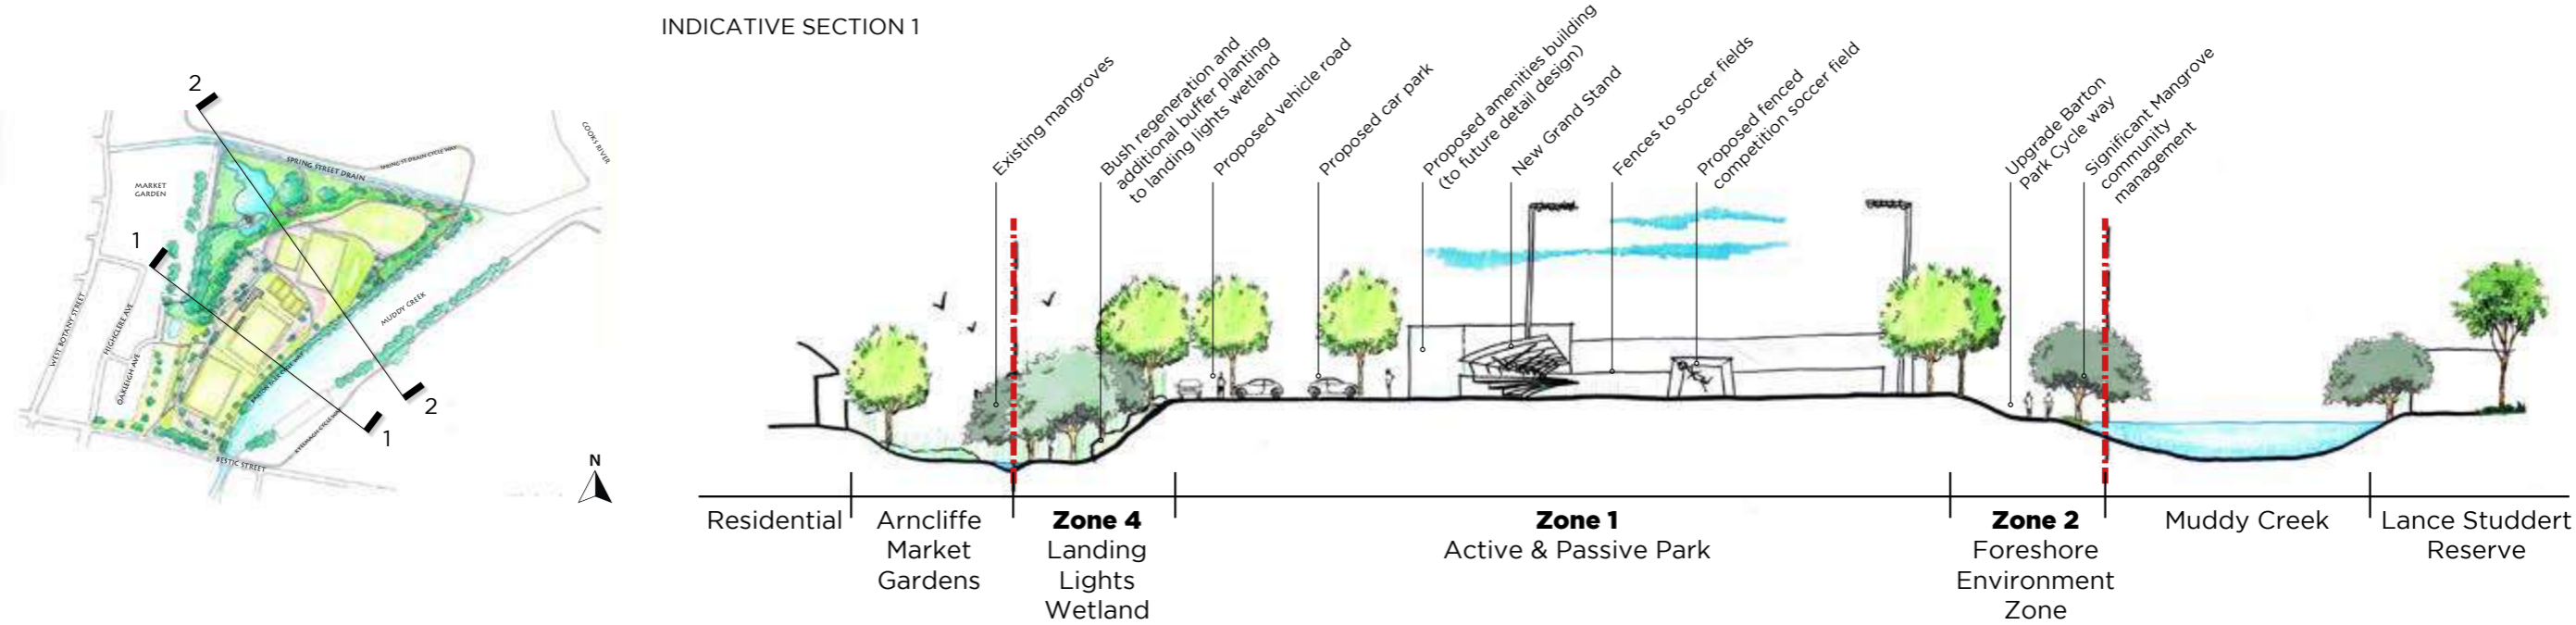 INDICATIVE SECTION 1
2
1
MARKET
GARDEN
SPRING STREET DRAIN
SPRING ST DRAIN CYCLE WAY
COOKS RIVER
WEST BOTANY STREET
HIGHCLERE AVE
OAKLEIGH AVE
MUDDY CREEK
BESTIC STREET
2
1
N
Existing mangroves
Bush regeneration and
additional buffer planting
to landing lights wetland
Proposed vehicle road
Proposed car park
Proposed amenities building
(to future detail design)
New Grand Stand
Fences to soccer fields
Proposed fenced
competition soccer field
Upgrade Barton
Park Cycle way
Significant Mangrove
community
management
Residential
Arncliffe
Market
Gardens
Zone 4
Landing
Lights
Wetland
Zone 1
Active & Passive Park
Zone 2
Foreshore
Environment
Zone
Muddy Creek
Lance Studdert
Reserve